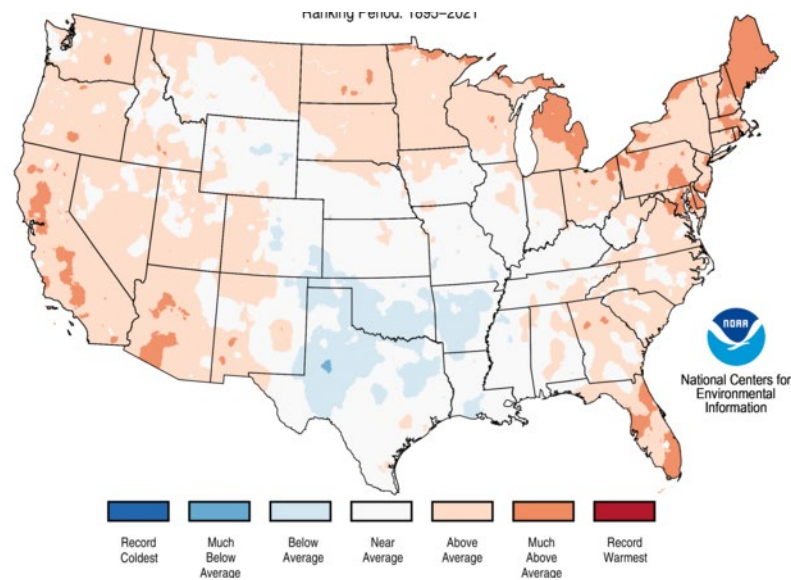 Ranking Period: 1895–2021
NOAA
National Centers for
Environmental
Information
Record
Coldest
Much
Below
Average
Below
Average
Near
Average
Above
Average
Much
Above
Average
Record
Warmest